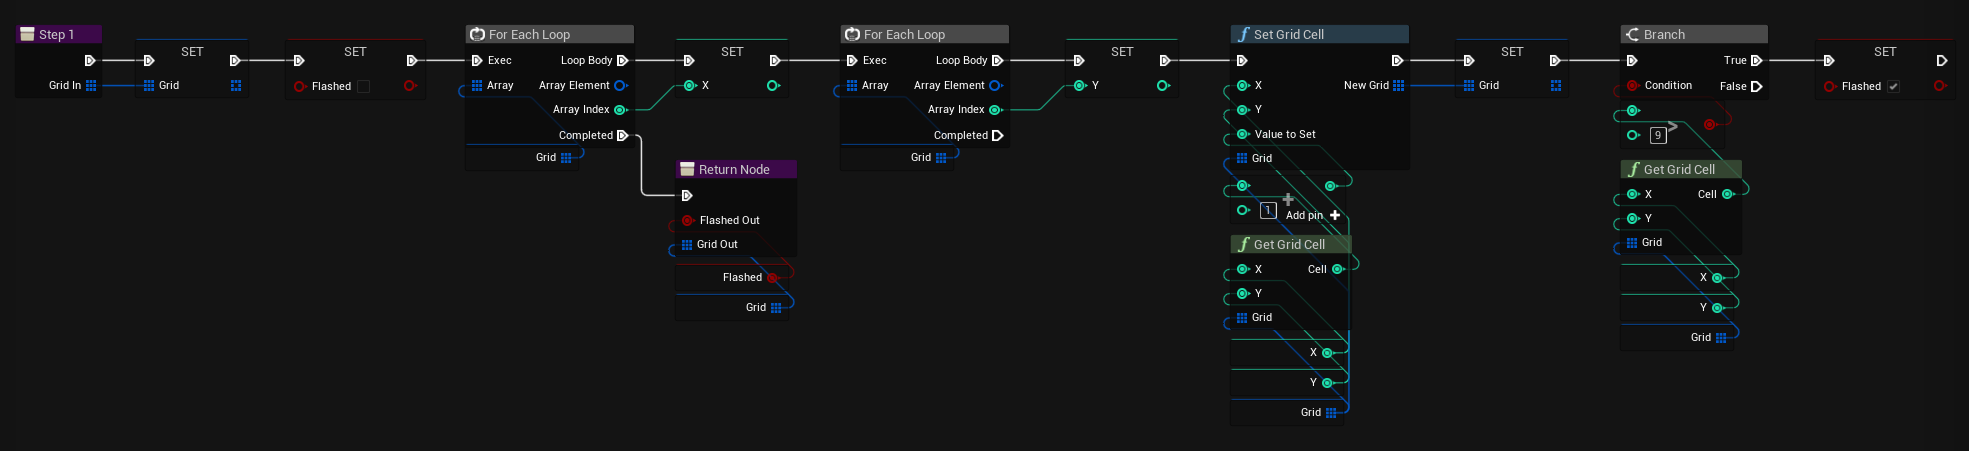 Step 1
Grid In
SET
Grid
SET
Flashed
For Each Loop
Exec
Loop Body
Array
Array Element
Array Index
Completed
Grid
SET
X
Return Node
Flashed Out
Grid Out
Flashed
Grid
For Each Loop
Exec
Loop Body
Array
Array Element
Array Index
Completed
Grid
SET
Y
Set Grid Cell
X
New Grid
Y
Value to Set
Grid
1
+
Add pin +
Get Grid Cell
X
Cell
Y
Grid
X
Y
Grid
SET
Grid
Branch
True
Condition
False
9
>
Get Grid Cell
X
Cell
Y
Grid
X
Y
Grid
SET
Flashed